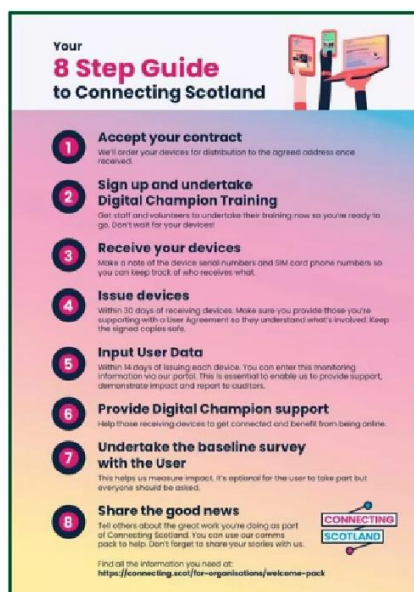 Your
8 Step Guide
to Connecting Scotland
1
Accept your contract
We'll order your devices for distribution to the agreed address once
received.
2
Sign up and undertake
Digital Champion Training
Get staff and volunteers to undertake their training now so you're ready to
go. Don't wait for your devices!
3
Receive your devices
Make a note of the device serial numbers and SIM card phone numbers so
you can keep track of who receives what.
4
Issue devices
Within 30 days of receiving devices. Make sure you provide those you're
supporting with a User Agreement so they understand what's involved. Keep
the signed copies safe.
5
Input User Data
Within 14 days of issuing each device. You can enter this monitoring
information via our portal. This is essential to enable us to provide support,
demonstrate impact and report to auditors.
6
Provide Digital Champion support
Help those receiving devices to get connected and benefit from being online.
7
Undertake the baseline survey
with the User
This helps us measure impact. It's optional for the user to take part but
everyone should be asked.
8
Share the good news
Tell others about the great work you're doing as part
of Connecting Scotland. You can use our comms
pack to help. Don't forget to share your stories with us.
Find all the information you need at:
https://connecting.scot/for-organisations/welcome-pack
CONNECTING
SCOTLAND